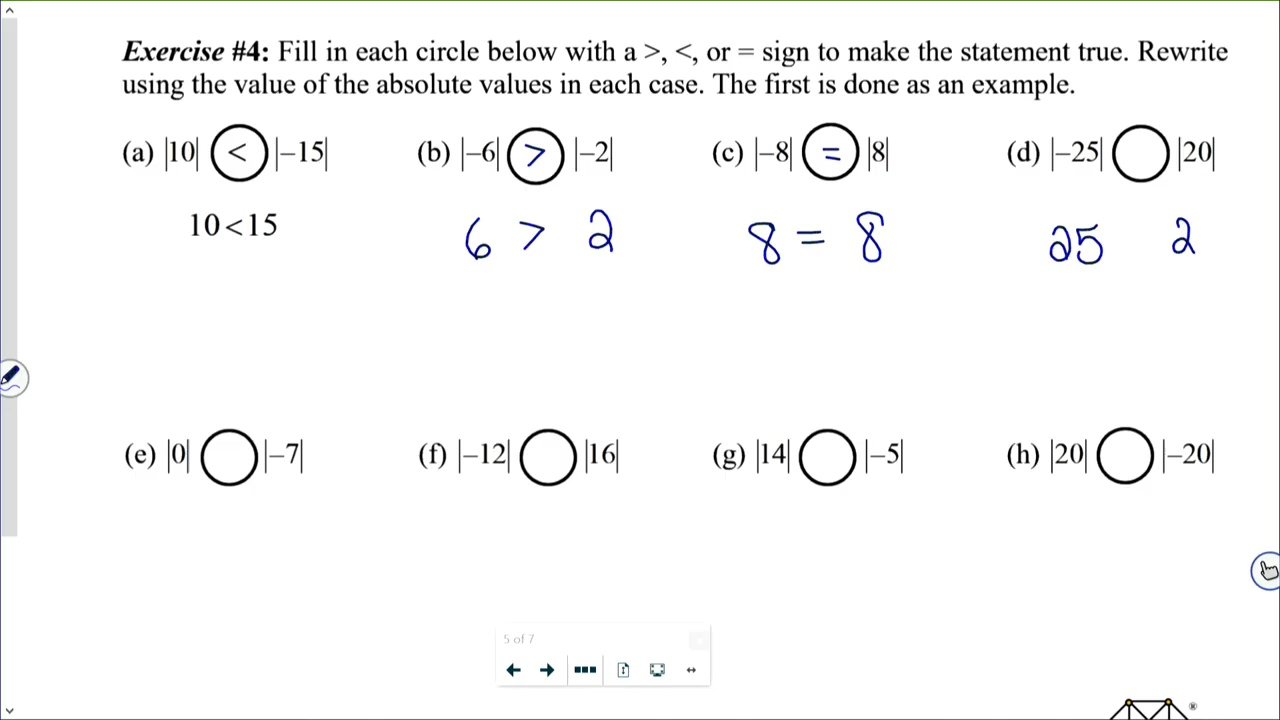 Exercise #4: Fill in each circle below with a >, <, or = sign to make the statement true. Rewrite
using the value of the absolute values in each case. The first is done as an example.
(a) |10| < |–15| (b) |–6| > |–2| (c) |–8| = |8| (d) |–25| |20|
10 < 15 6 > 2 8 = 8 25 2
(e) |0| |–7| (f) |–12| |16| (g) |14| |–5| (h) |20| |–20|
5 of 7
®